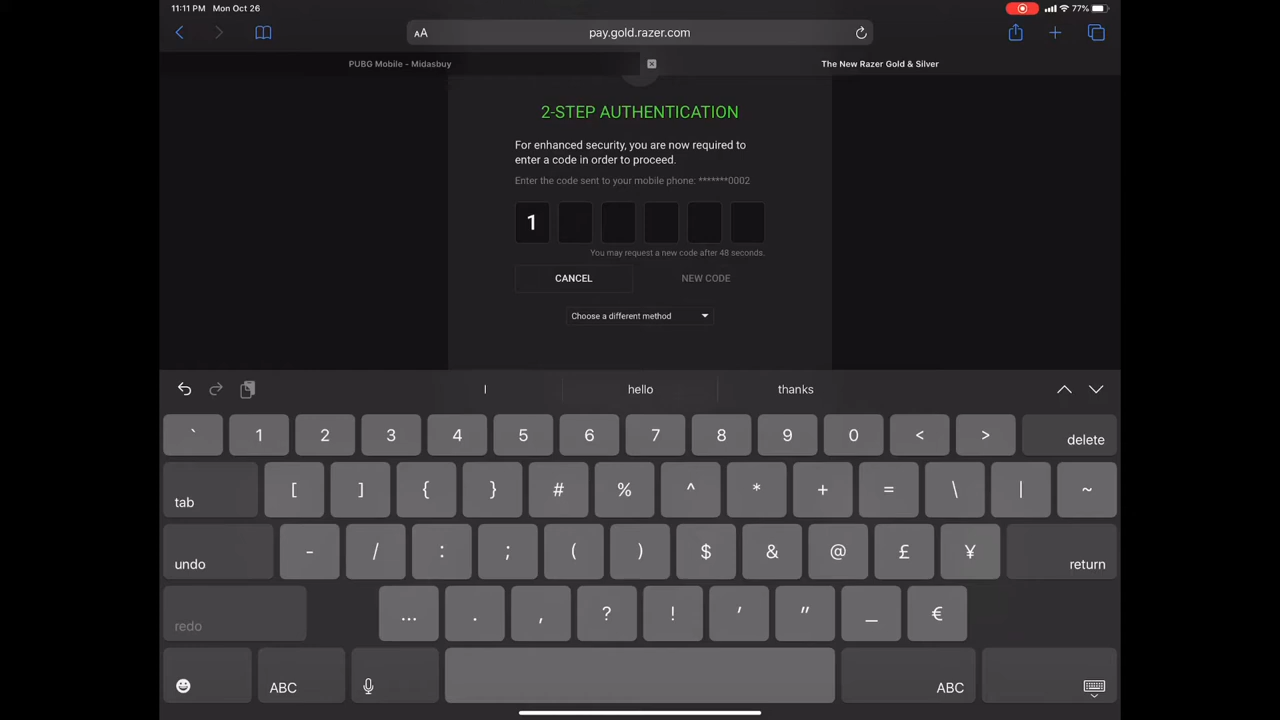 11:11 PM Mon Oct 26
77%
AA pay.gold.razer.com
PUBG Mobile - Midasbuy
The New Razer Gold & Silver
2-STEP AUTHENTICATION
For enhanced security, you are now required to
enter a code in order to proceed.
Enter the code sent to your mobile phone: *******0002
1
You may request a new code after 48 seconds.
CANCEL NEW CODE
Choose a different method
I hello thanks
` 1 2 3 4 5 6 7 8 9 0 < > delete
tab [ ] { } # % ^ * + = \ | ~
undo - / : ; ( ) $ & @ £ ¥ return
redo ... . , ? ! ' " _ €
ABC ABC